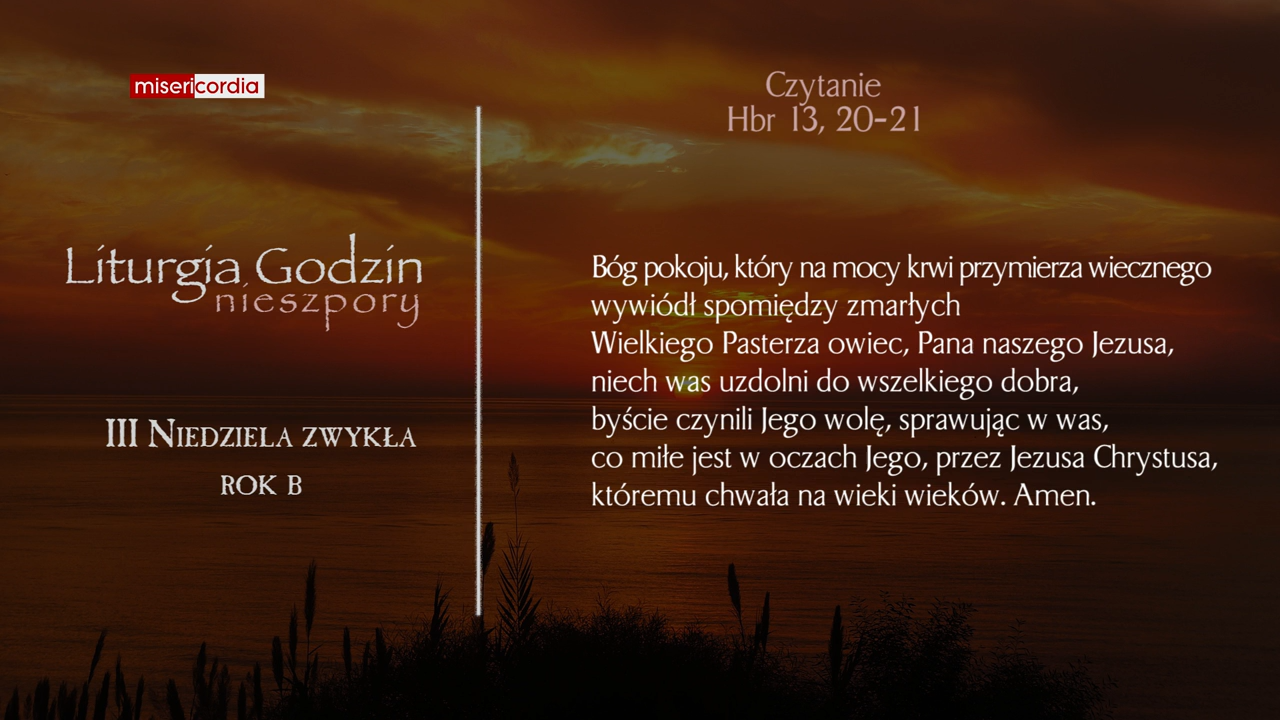 misericordia
Liturgia Godzin
nieszpory
III Niedziela zwykła
rok B
Czytanie
Hbr 13, 20-21
Bóg pokoju, który na mocy krwi przymierza wiecznego
wywiódł spomiędzy zmarłych
Wielkiego Pasterza owiec, Pana naszego Jezusa,
niech was uzdolni do wszelkiego dobra,
byście czynili Jego wolę, sprawując w was,
co miłe jest w oczach Jego, przez Jezusa Chrystusa,
któremu chwała na wieki wieków. Amen.